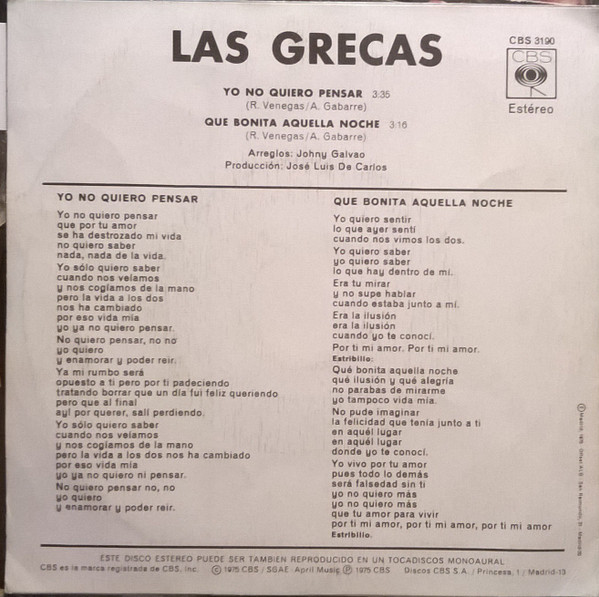 LAS GRECAS
CBS 3190
CBS
Estéreo
YO NO QUIERO PENSAR 3:35
(R. Venegas/A. Gabarre)
QUE BONITA AQUELLA NOCHE 3:16
(R. Venegas/A. Gabarre)
Arreglos: Johny Galvao
Producción: José Luis De Carlos
YO NO QUIERO PENSAR
Yo no quiero pensar
que por tu amor
se ha destrozado mi vida
no quiero saber
nada, nada de la vida.
Yo sólo quiero saber
cuando nos veíamos
y nos cogíamos de la mano
pero la vida a los dos
nos ha cambiado
por eso vida mía
yo ya no quiero pensar.
No quiero pensar, no no
yo quiero
y enamorar y poder reir.
Ya mi rumbo será
opuesto a ti pero por ti padeciendo
tratando borrar que un día fui feliz queriendo
pero que al final
ay! por querer, salí perdiendo.
Yo sólo quiero saber
cuando nos veíamos
y nos cogíamos de la mano
pero la vida a los dos nos ha cambiado
por eso vida mía
yo ya no quiero ni pensar.
No quiero pensar no, no
yo quiero
y enamorar y poder reir.
QUE BONITA AQUELLA NOCHE
Yo quiero sentir
lo que ayer sentí
cuando nos vimos los dos.
Yo quiero saber
yo quiero saber
lo que hay dentro de mí.
Era tu mirar
y no supe hablar
cuando estaba junto a mí.
Era la ilusión
era la ilusión
cuando yo te conocí.
Por ti mi amor. Por ti mi amor.
Estribillo:
Qué bonita aquella noche
qué ilusión y qué alegría
no parabas de mirarme
yo tampoco vida mía.
No pude imaginar
la felicidad que tenía junto a ti
en aquél lugar
en aquél lugar
donde yo te conocí.
Yo vivo por tu amor
pues todo lo demás
será falsedad sin ti
yo no quiero más
yo no quiero más
que tu amor para vivir
por ti mi amor, por ti mi amor, por ti mi amor
Estribillo.
ESTE DISCO ESTEREO PUEDE SER TAMBIEN REPRODUCIDO EN UN TOCADISCOS MONOAURAL
CBS es la marca registrada de CBS, Inc. Ⓒ 1975 CBS / SGAE - April Music Ⓟ 1975 CBS Discos CBS S.A. / Princesa, 1 / Madrid-13